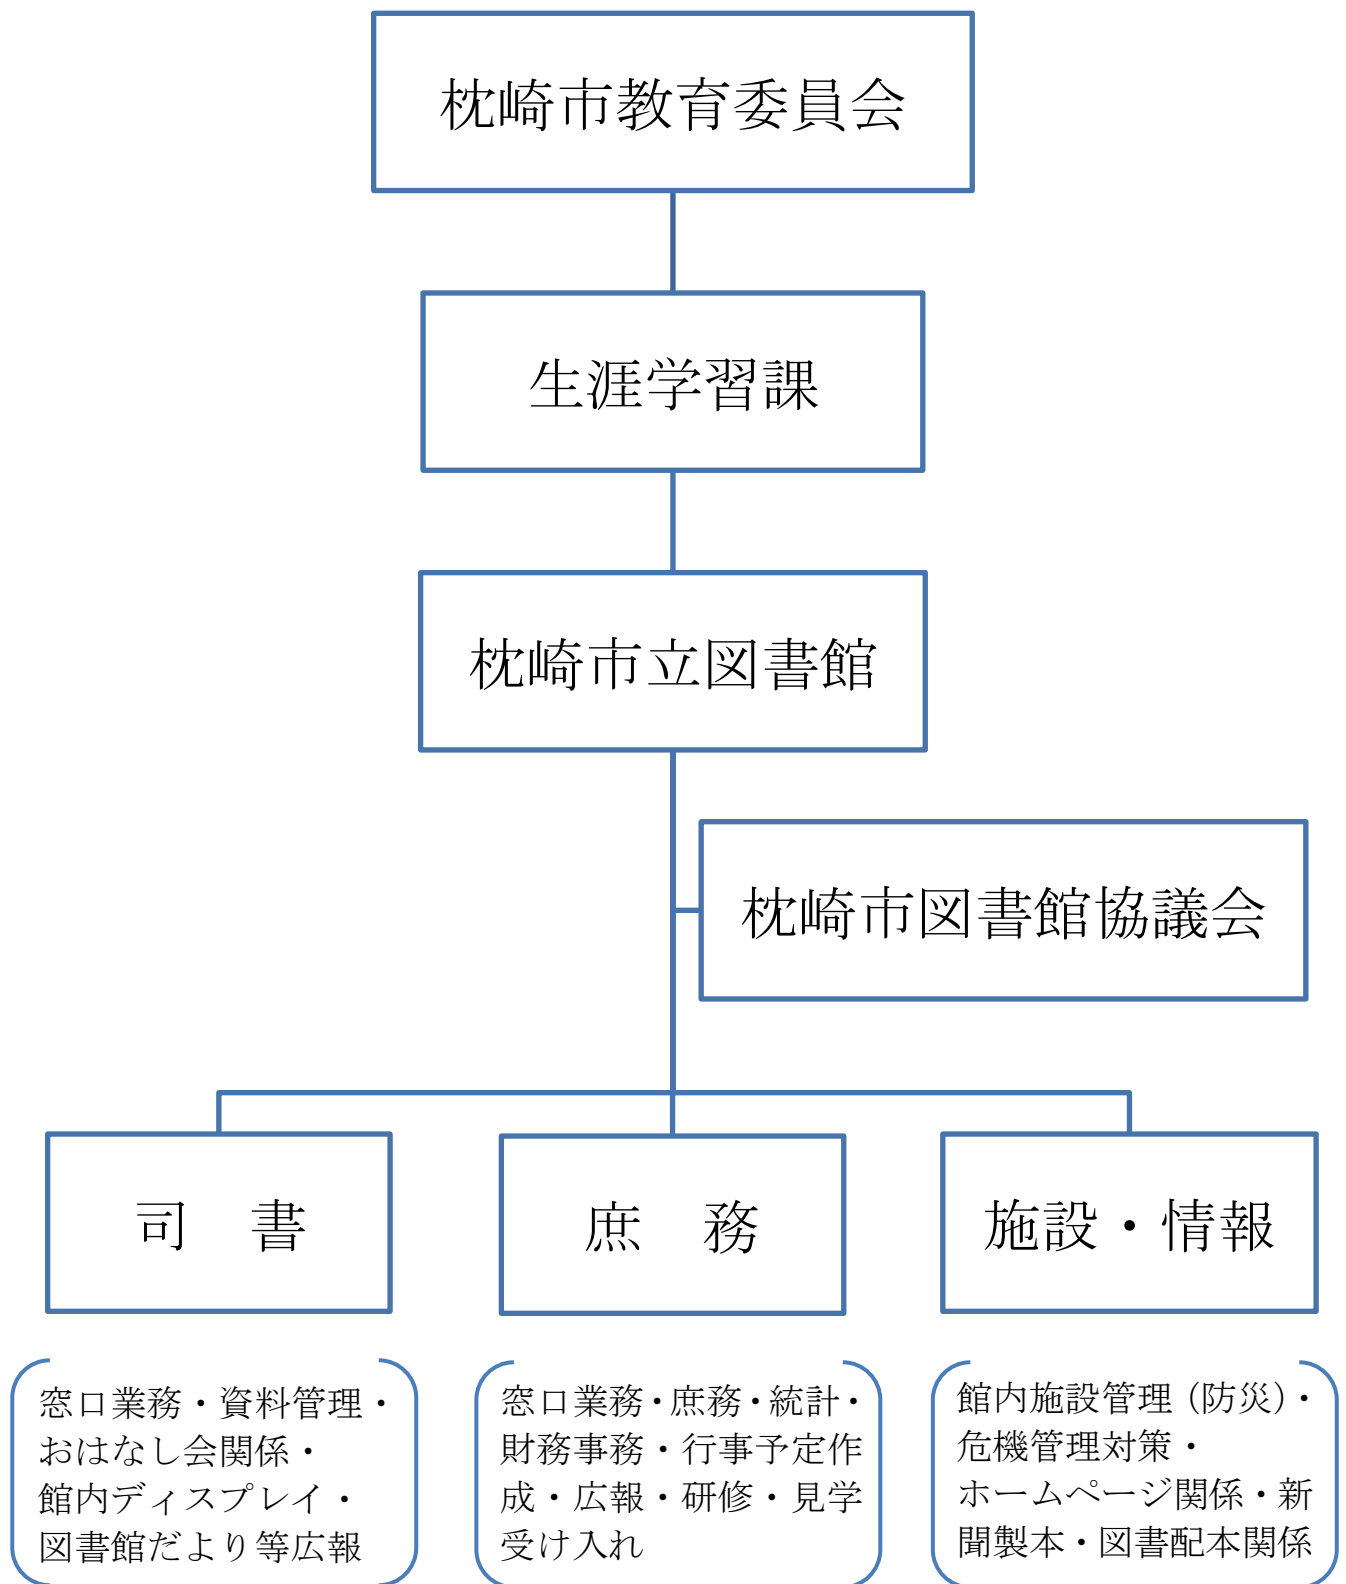 枕崎市教育委員会
生涯学習課
枕崎市立図書館
枕崎市図書館協議会
司　書
庶　務
施設・情報
窓口業務・資料管理・
おはなし会関係・
館内ディスプレイ・
図書館だより等広報
窓口業務・庶務・統計・
財務事務・行事予定作
成・広報・研修・見学
受け入れ
館内施設管理（防災）・
危機管理対策・
ホームページ関係・新
聞製本・図書配本関係